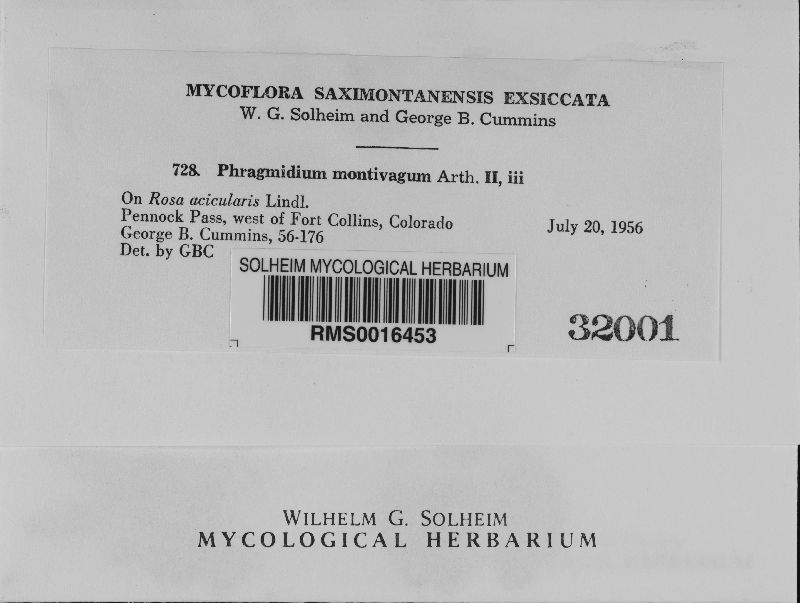 MYCOFLORA SAXIMONTANENSIS EXSICCATA
W. G. Solheim and George B. Cummins
728. Phragmidium montivagum Arth. II, iii
On Rosa acicularis Lindl.
Pennock Pass, west of Fort Collins, Colorado July 20, 1956
George B. Cummins, 56-176
Det. by GBC
SOLHEIM MYCOLOGICAL HERBARIUM
RMS0016453
32001
WILHELM G. SOLHEIM
MYCOLOGICAL HERBARIUM